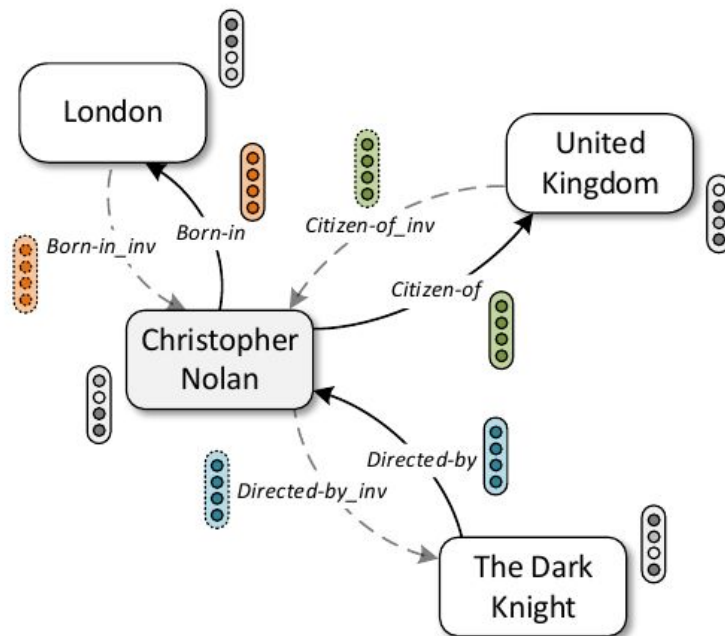 London
United
Kingdom
Born-in
Citizen-of_inv
Born-in_inv
Citizen-of
Christopher
Nolan
Directed-by
Directed-by_inv
The Dark
Knight